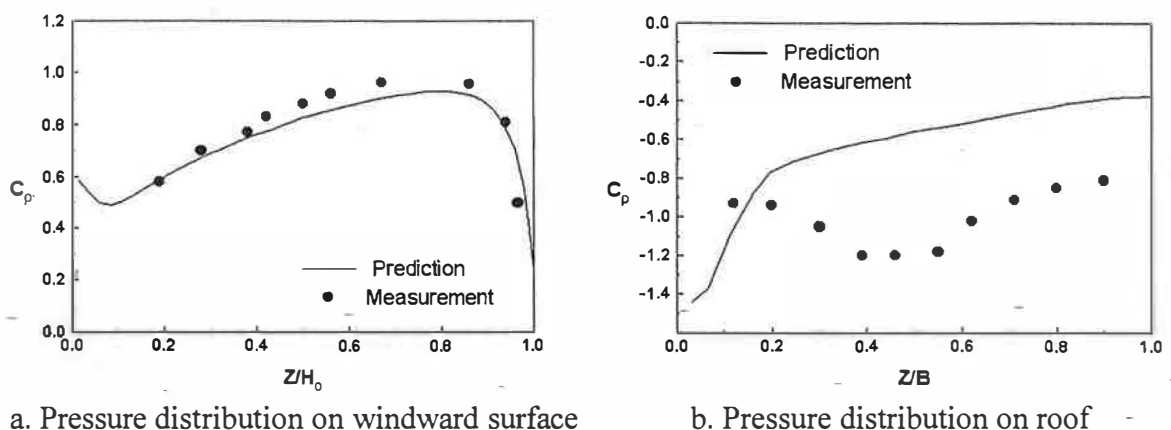 1.2
1.0
0.8
0.6
0.4
0.2
0.0
Cρ.
Prediction
Measurement
0.0 0.2 0.4 0.6 0.8 1.0
Z/H₀
a. Pressure distribution on windward surface
-0.0
-0.2
-0.4
-0.6
-0.8
-1.0
-1.2
-1.4
Cρ
Prediction
Measurement
0.0 0.2 0.4 0.6 0.8 1.0
Z/B
b. Pressure distribution on roof